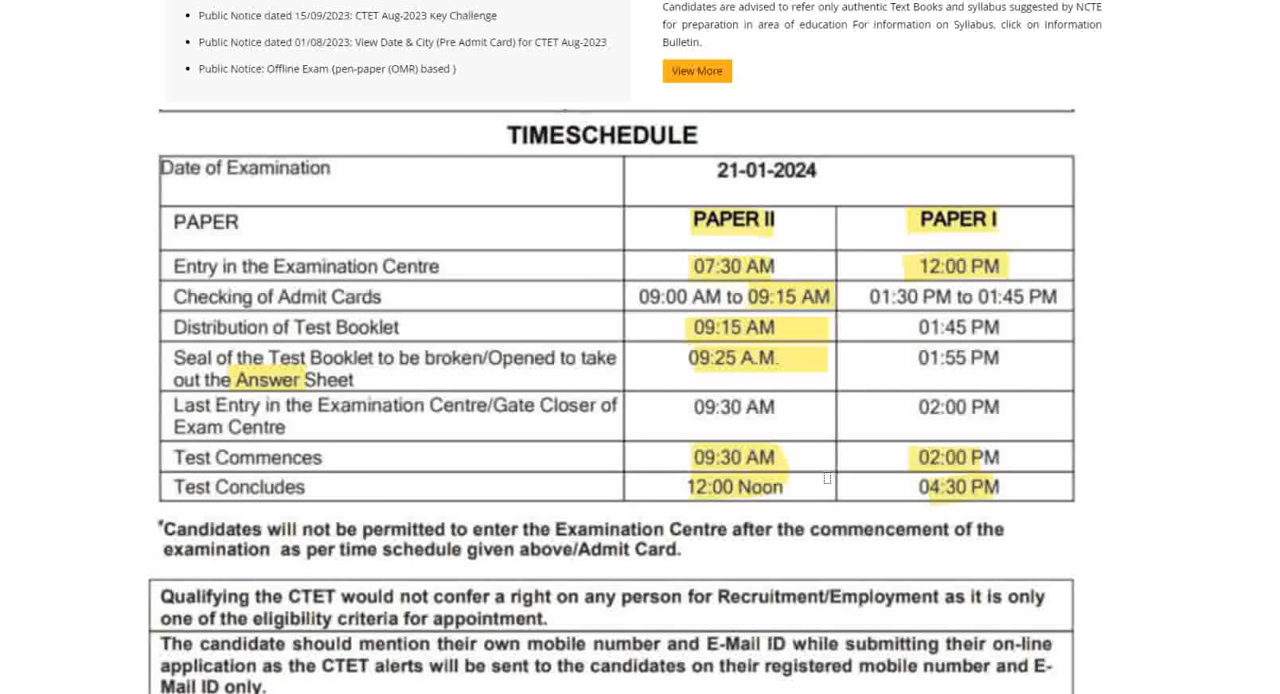 Public Notice dated 15/09/2023: CTET Aug-2023 Key Challenge
Public Notice dated 01/08/2023: View Date & City (Pre Admit Card) for CTET Aug-2023
Public Notice: Offline Exam (pen-paper (OMR) based )
Candidates are advised to refer only authentic Text Books and syllabus suggested by NCTE
for preparation in area of education For information on Syllabus, click on Information
Bulletin.
View More
TIMESCHEDULE
Date of Examination 21-01-2024
PAPER PAPER II PAPER I
Entry in the Examination Centre 07:30 AM 12:00 PM
Checking of Admit Cards 09:00 AM to 09:15 AM 01:30 PM to 01:45 PM
Distribution of Test Booklet 09:15 AM 01:45 PM
Seal of the Test Booklet to be broken/Opened to take 09:25 A.M. 01:55 PM
out the Answer Sheet
Last Entry in the Examination Centre/Gate Closer of 09:30 AM 02:00 PM
Exam Centre
Test Commences 09:30 AM 02:00 PM
Test Concludes 12:00 Noon 04:30 PM
*Candidates will not be permitted to enter the Examination Centre after the commencement of the
examination as per time schedule given above/Admit Card.
Qualifying the CTET would not confer a right on any person for Recruitment/Employment as it is only
one of the eligibility criteria for appointment.
The candidate should mention their own mobile number and E-Mail ID while submitting their on-line
application as the CTET alerts will be sent to the candidates on their registered mobile number and E-
Mail ID only.